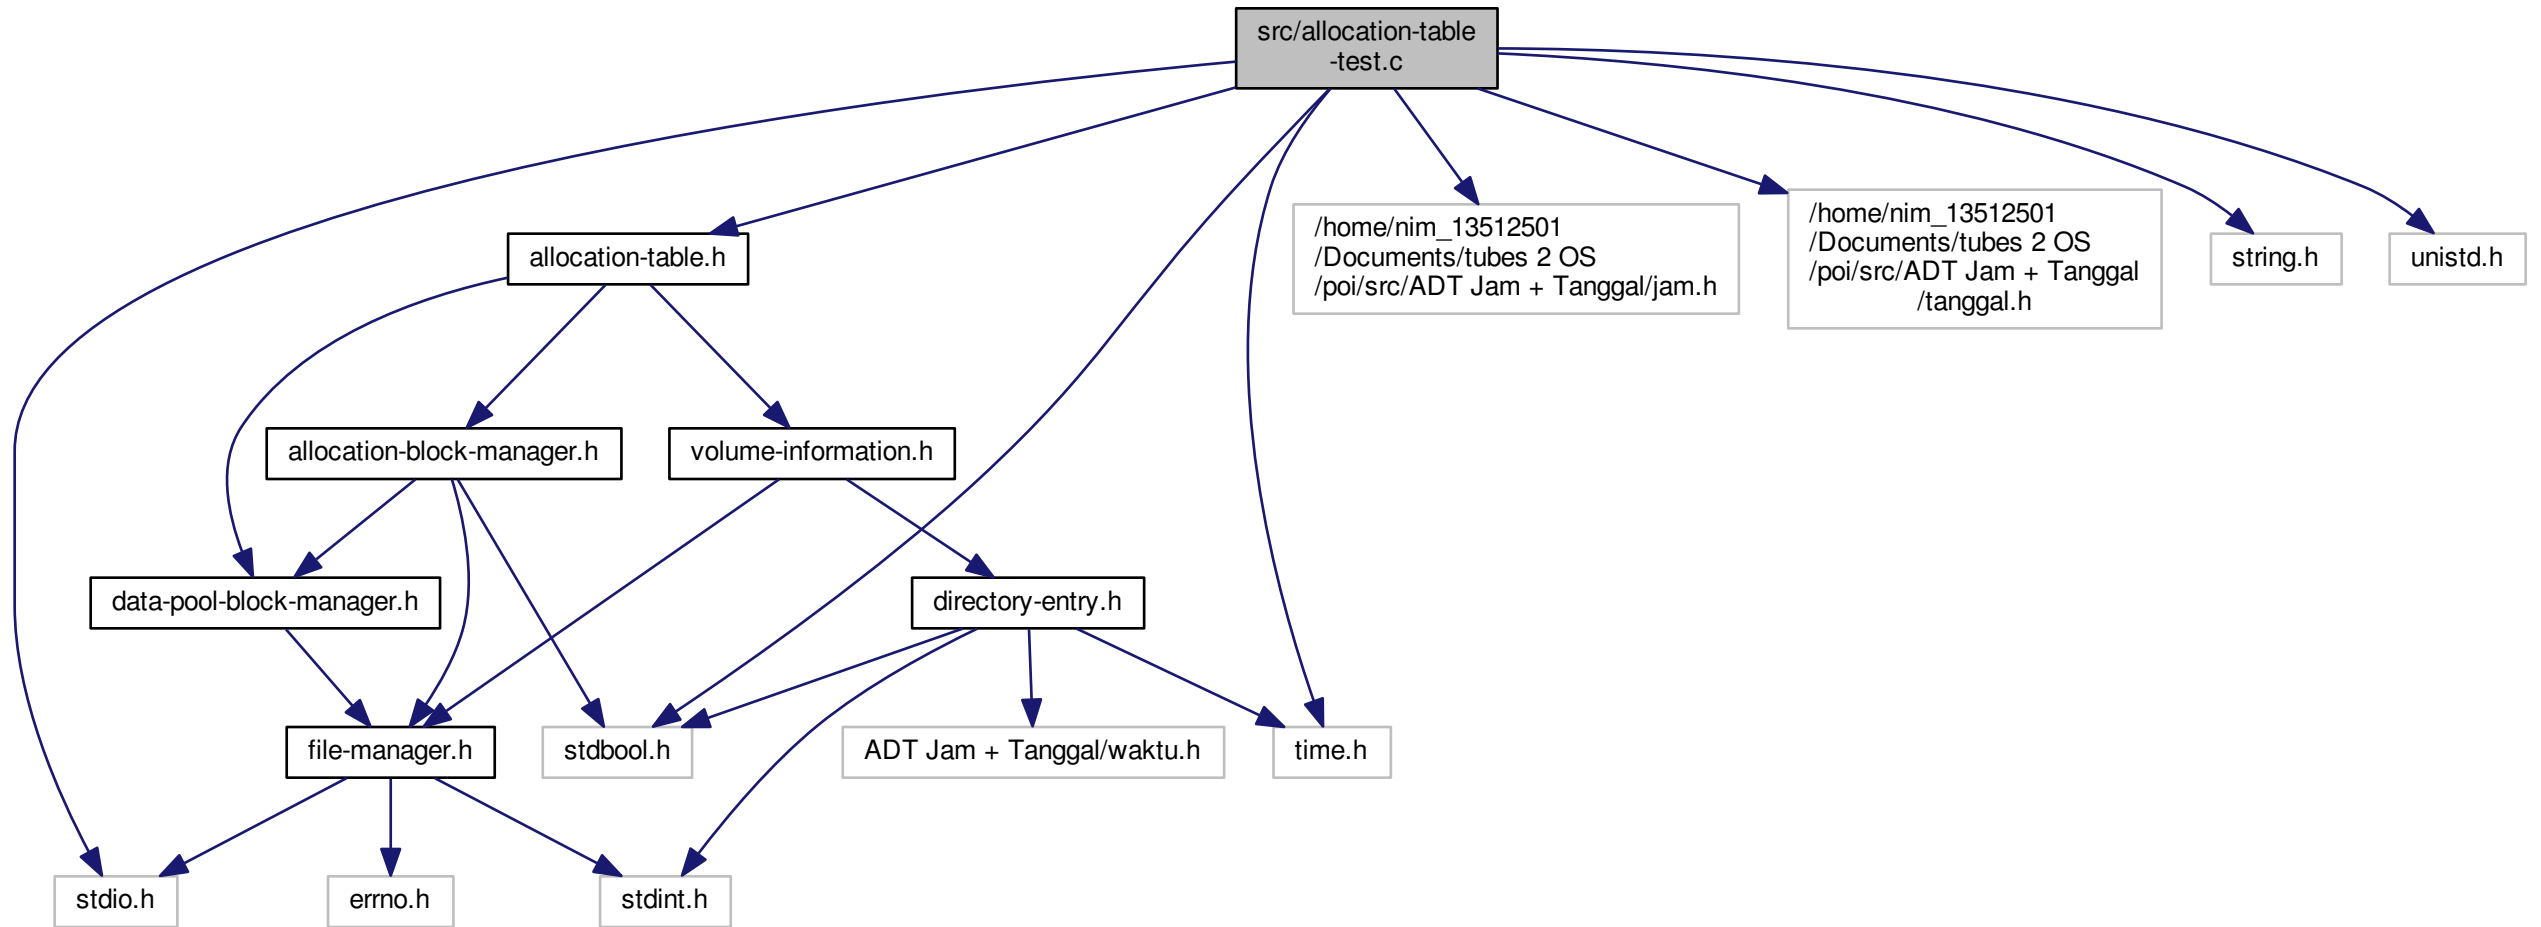 src/allocation-table
-test.c
/home/nim_13512501
/Documents/tubes 2 OS
/poi/src/ADT Jam + Tanggal/jam.h
/home/nim_13512501
/Documents/tubes 2 OS
/poi/src/ADT Jam + Tanggal
/tanggal.h
allocation-table.h
string.h
unistd.h
allocation-block-manager.h
volume-information.h
data-pool-block-manager.h
directory-entry.h
file-manager.h
stdbool.h
ADT Jam + Tanggal/waktu.h
time.h
stdio.h
errno.h
stdint.h